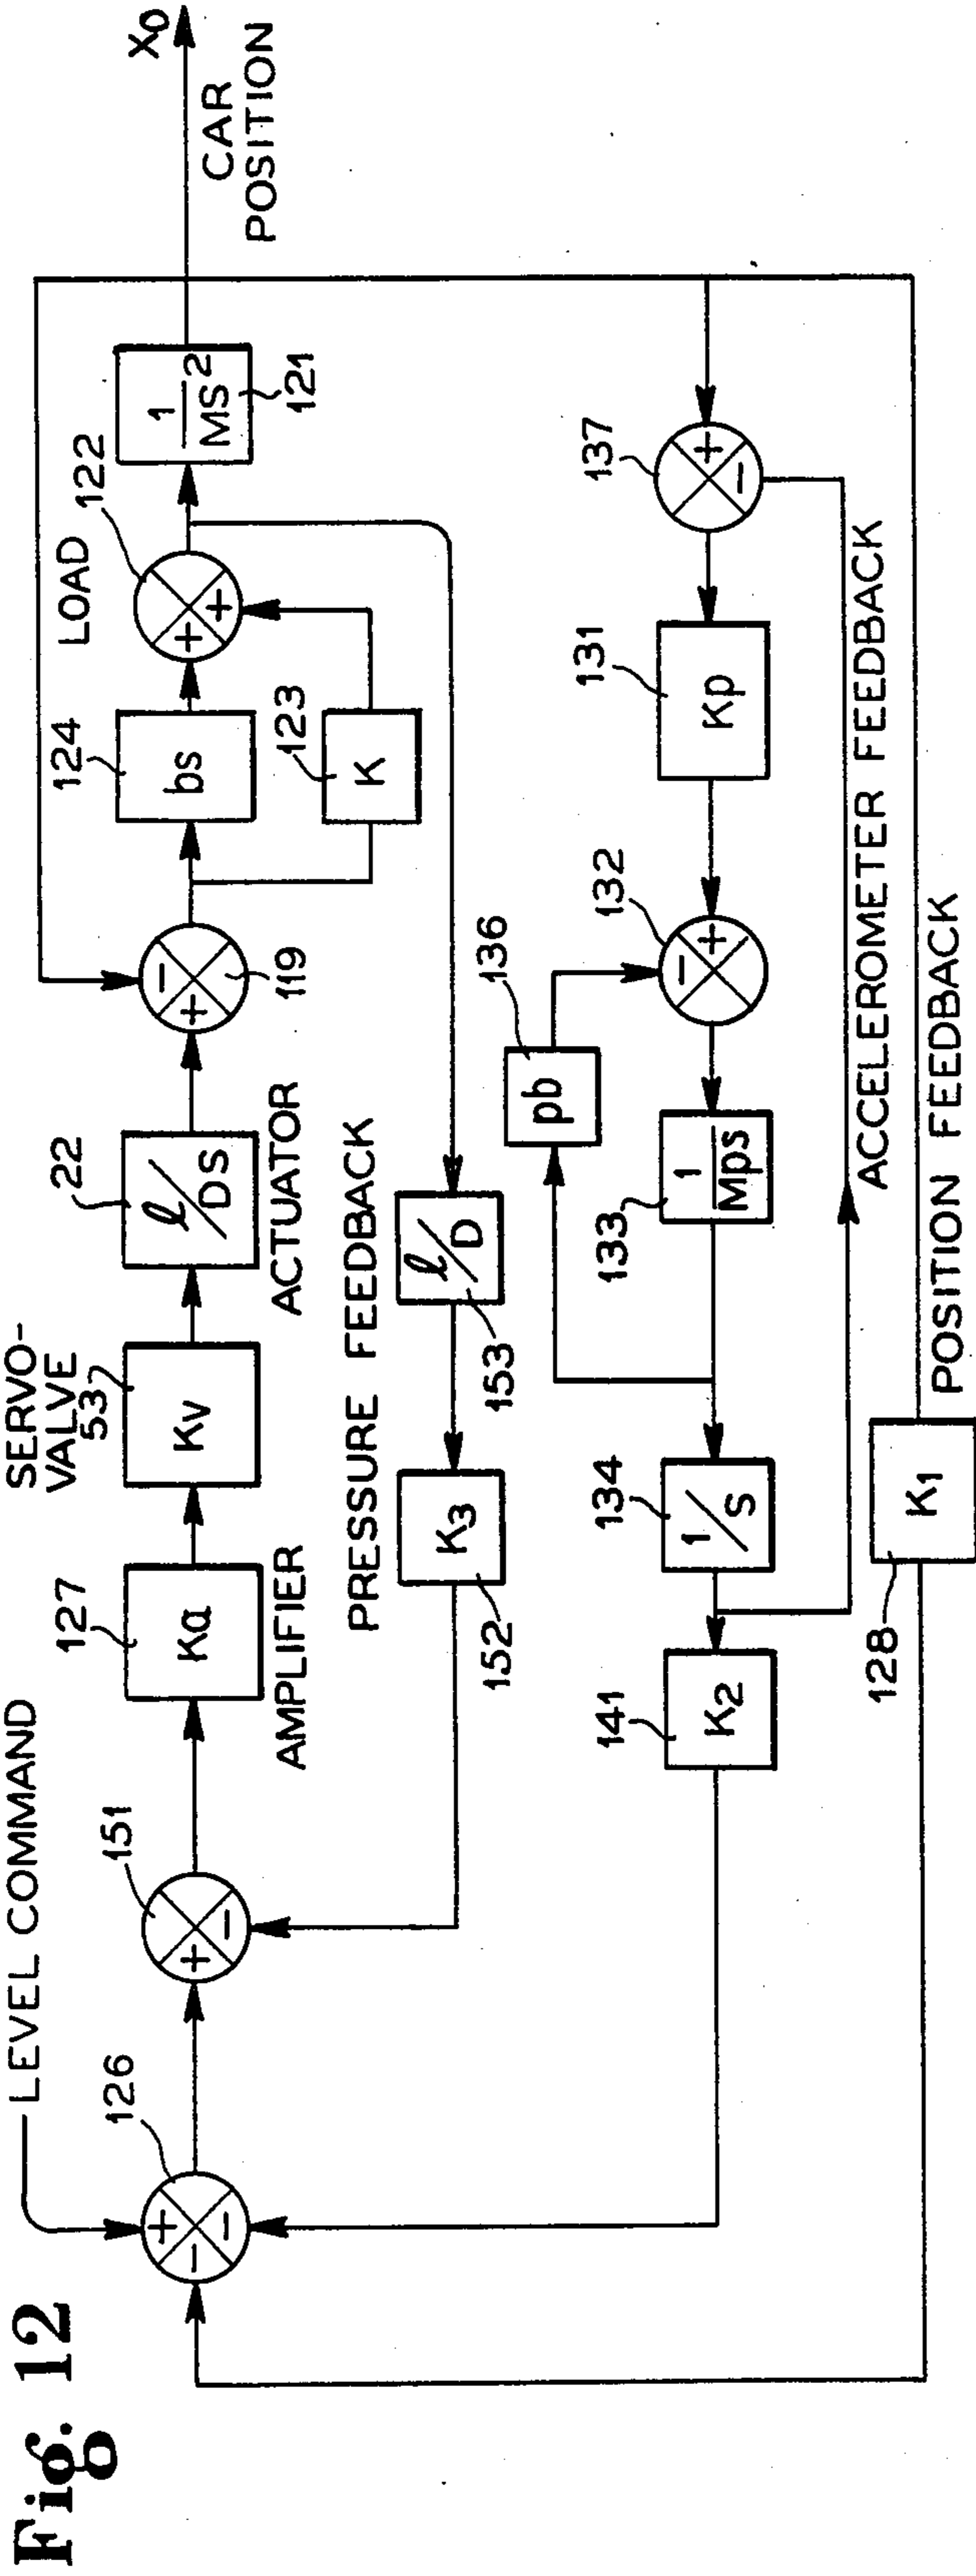 Fig. 12
LEVEL COMMAND
126
+
-
-
151
+
-
127
Ka
AMPLIFIER
SERVO-
VALVE
53
Kv
22
ℓ/DS
ACTUATOR
119
-
+
124
bs
123
K
LOAD
122
+
+
1
MS²
121
X0
CAR
POSITION
PRESSURE FEEDBACK
ℓ/D
153
K3
152
137
+
-
131
Kp
132
-
+
136
pb
133
1
Mps
134
1/S
141
K2
ACCELEROMETER FEEDBACK
128
K1
POSITION FEEDBACK